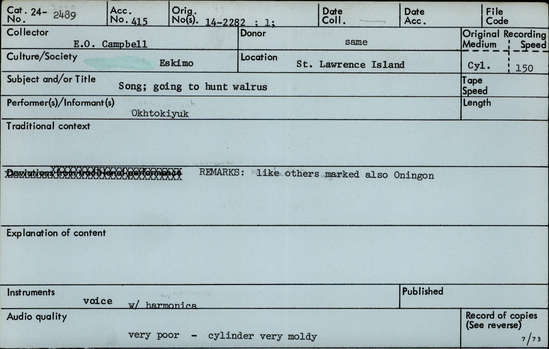 Cat. 24- 2489
No.
Acc.
No. 415
Orig.
No(s). 14-2282 : 1;
Date
Coll.
Date
Acc.
File
Code
Collector
E.O. Campbell
Donor
same
Original Recording
Medium Speed
Cyl. 150
Culture/Society
Eskimo
Location
St. Lawrence Island
Subject and/or Title
Song; going to hunt walrus
Tape
Speed
Performer(s)/Informant(s)
Okhtokiyuk
Length
Traditional context
REMARKS: like others marked also Oningon
Explanation of content
Instruments
voice w/ harmonica
Published
Audio quality
very poor - cylinder very moldy
Record of copies
(See reverse)
7/73